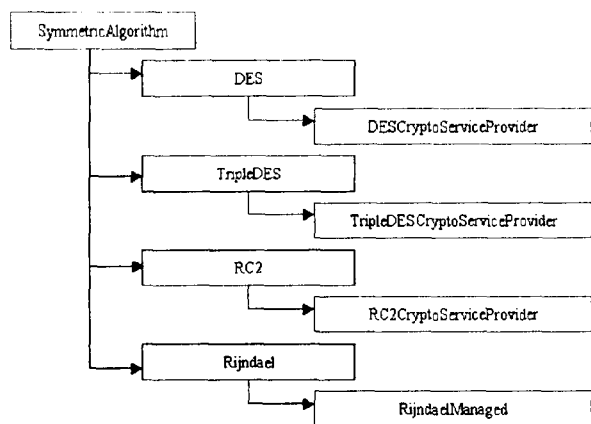 SymmetricAlgorithm
DES
DESCryptoServiceProvider
TripleDES
TripleDESCryptoServiceProvider
RC2
RC2CryptoServiceProvider
Rijndael
RijndaelManaged